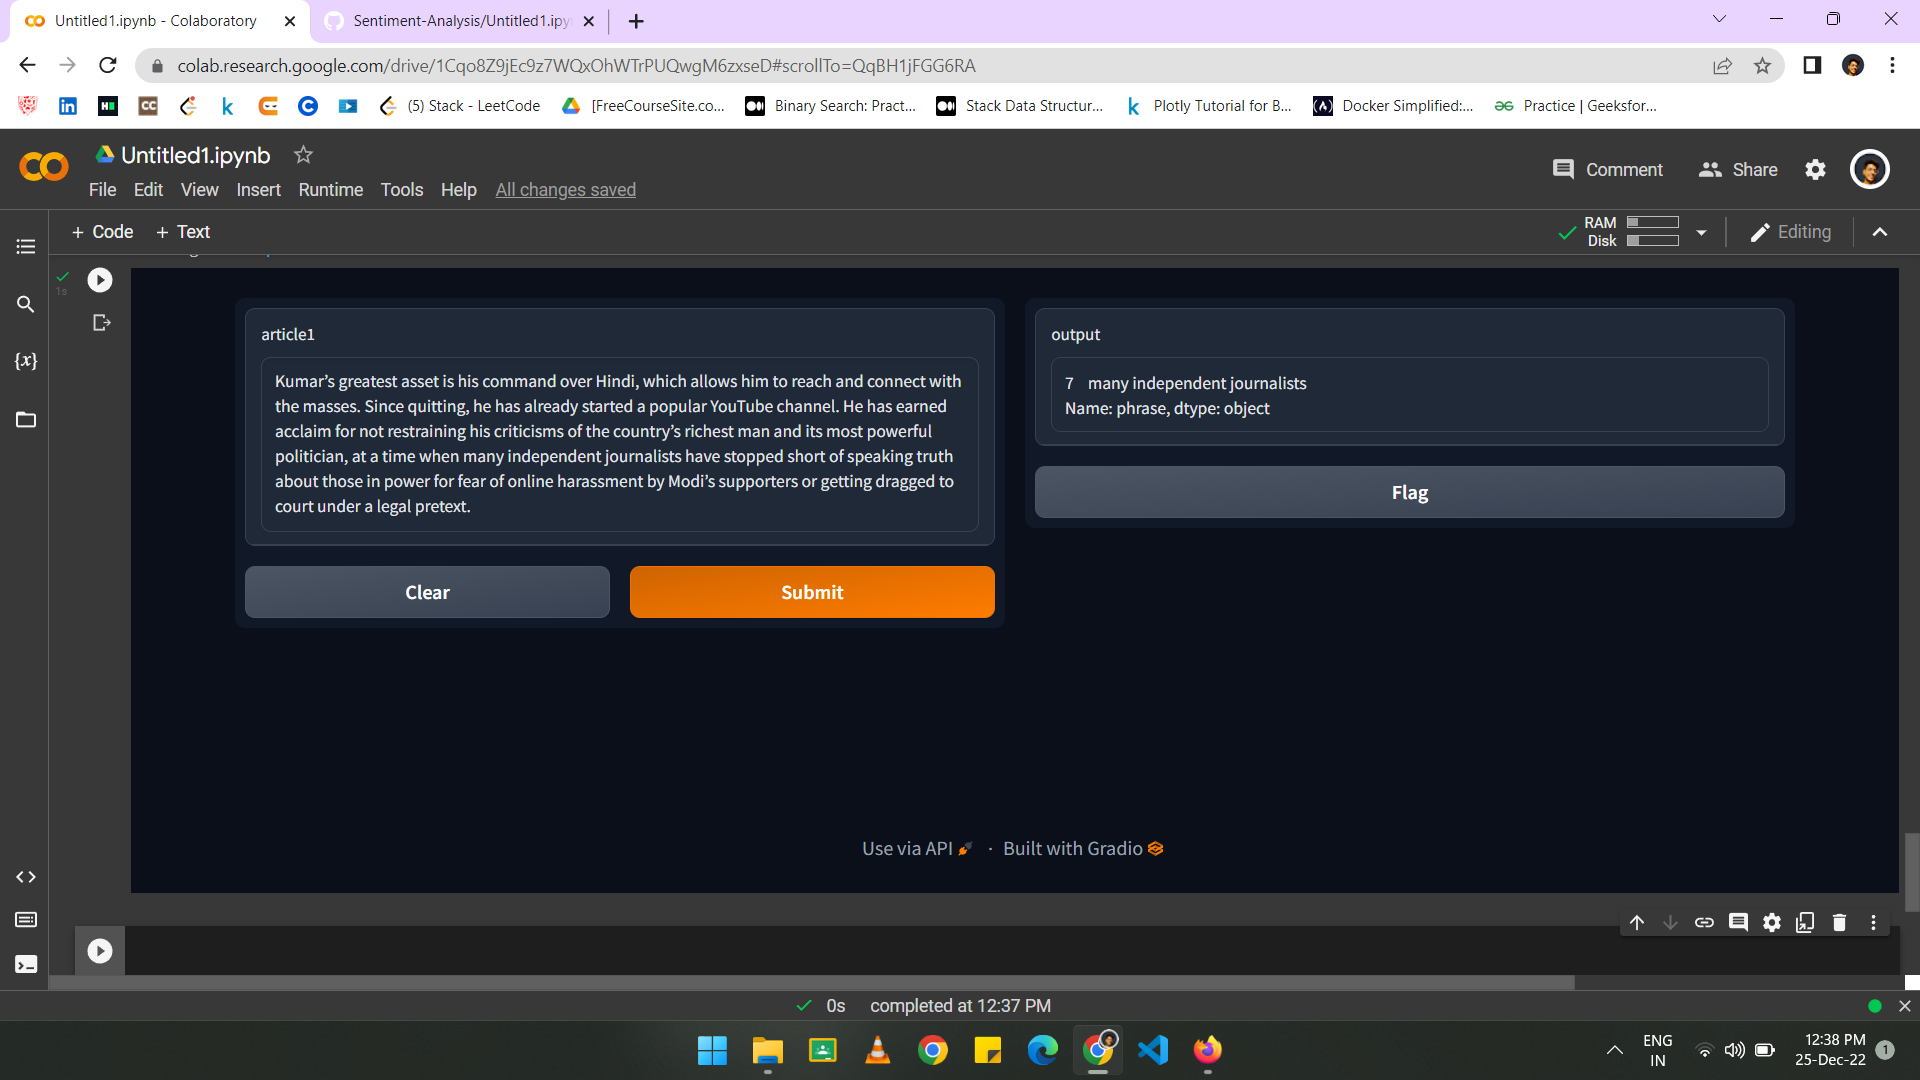 Untitled1.ipynb - Colaboratory
Sentiment-Analysis/Untitled1.ipy
colab.research.google.com/drive/1Cqo8Z9jEc9z7WQxOhWTrPUQwgM6zxseD#scrollTo=QqBH1jFGG6RA
(5) Stack - LeetCode
[FreeCourseSite.co...
Binary Search: Pract...
Stack Data Structur...
Plotly Tutorial for B...
Docker Simplified:...
Practice | Geeksfor...
Untitled1.ipynb
Comment
Share
File Edit View Insert Runtime Tools Help All changes saved
+ Code + Text
RAM
Disk
Editing
1s
article1
Kumar’s greatest asset is his command over Hindi, which allows him to reach and connect with
the masses. Since quitting, he has already started a popular YouTube channel. He has earned
acclaim for not restraining his criticisms of the country’s richest man and its most powerful
politician, at a time when many independent journalists have stopped short of speaking truth
about those in power for fear of online harassment by Modi’s supporters or getting dragged to
court under a legal pretext.
Clear
Submit
output
7 many independent journalists
Name: phrase, dtype: object
Flag
Use via API · Built with Gradio
0s completed at 12:37 PM
ENG
IN
12:38 PM
25-Dec-22
1